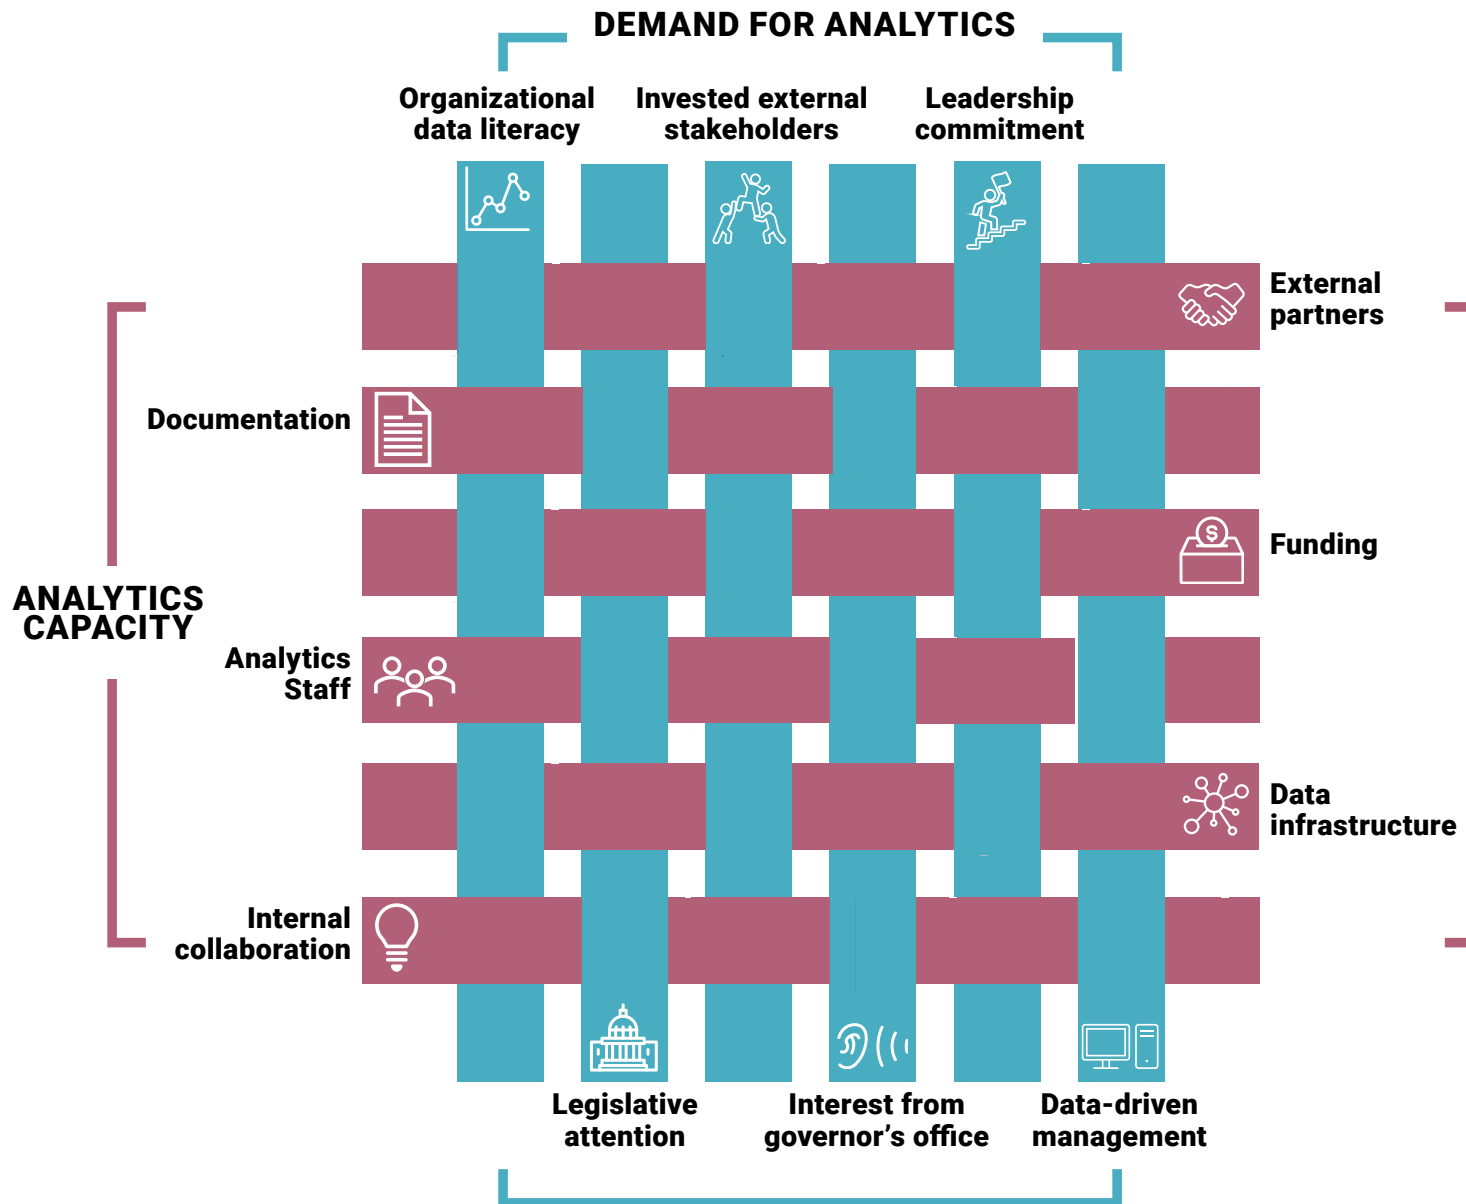 DEMAND FOR ANALYTICS
Organizational
data literacy
Invested external
stakeholders
Leadership
commitment
External
partners
Documentation
$
Funding
ANALYTICS
CAPACITY
Analytics
Staff
Data
infrastructure
Internal
collaboration
Legislative
attention
Interest from
governor’s office
Data-driven
management